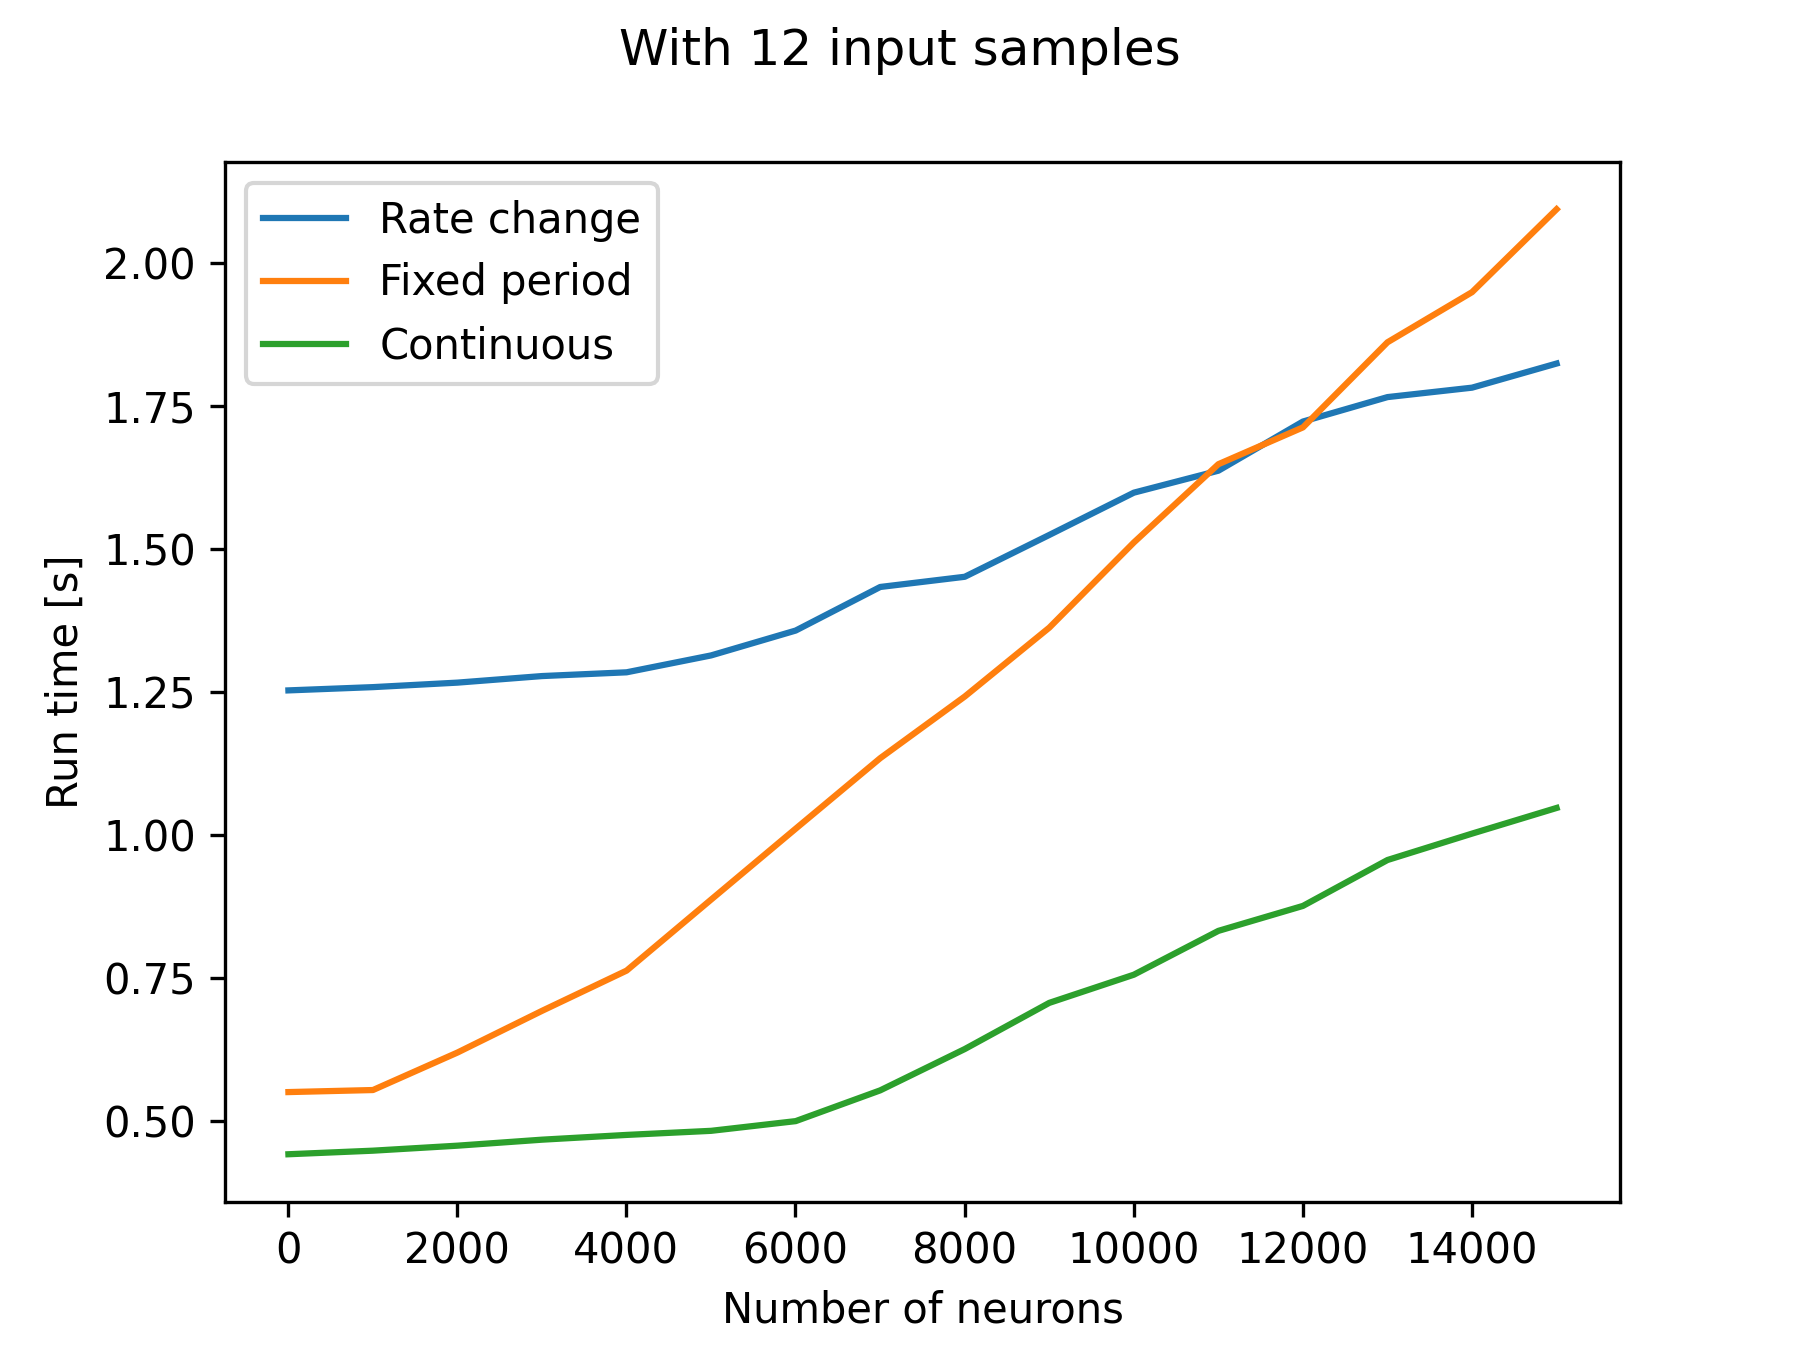 With 12 input samples
Rate change
Fixed period
Continuous
2.00
1.75
1.50
1.25
1.00
0.75
0.50
Run time [s]
0 2000 4000 6000 8000 10000 12000 14000
Number of neurons